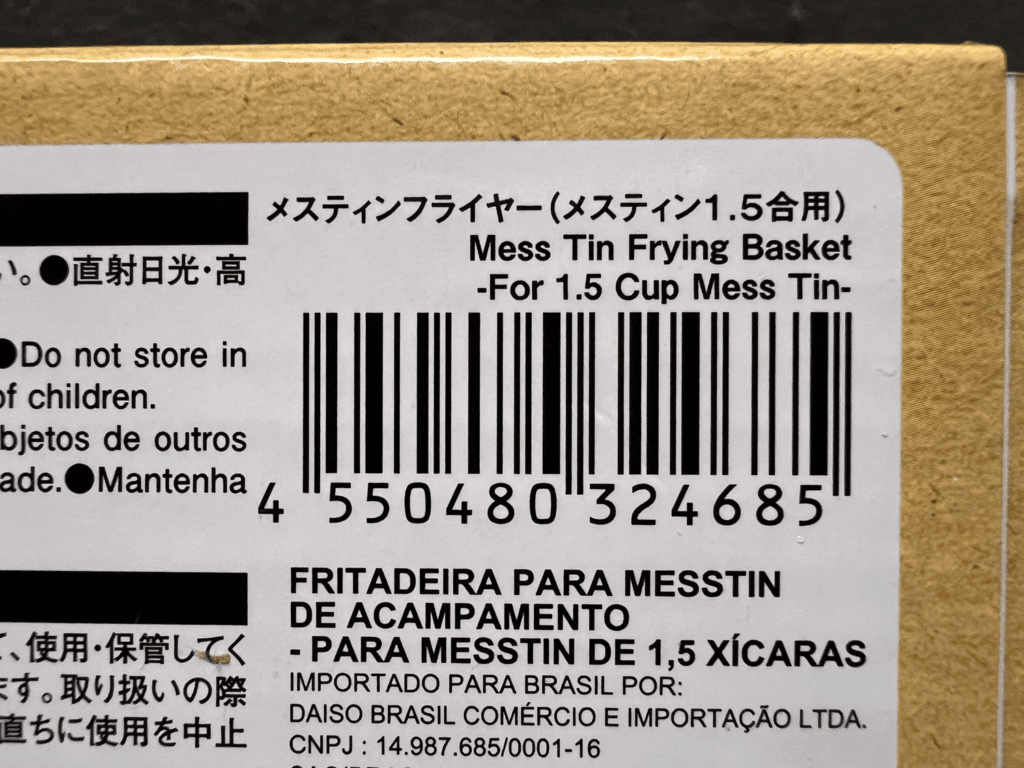 メスティンフライヤー(メスティン1.5合用)
Mess Tin Frying Basket
-For 1.5 Cup Mess Tin-
い。●直射日光・高
●Do not store in
of children.
bjetos de outros
ade.●Mantenha
4 550480 324685
FRITADEIRA PARA MESSTIN
DE ACAMPAMENTO
- PARA MESSTIN DE 1,5 XÍCARAS
IMPORTADO PARA BRASIL POR:
DAISO BRASIL COMÉRCIO E IMPORTAÇÃO LTDA.
CNPJ : 14.987.685/0001-16
て、使用・保管してく
ます。取り扱いの際
直ちに使用を中止